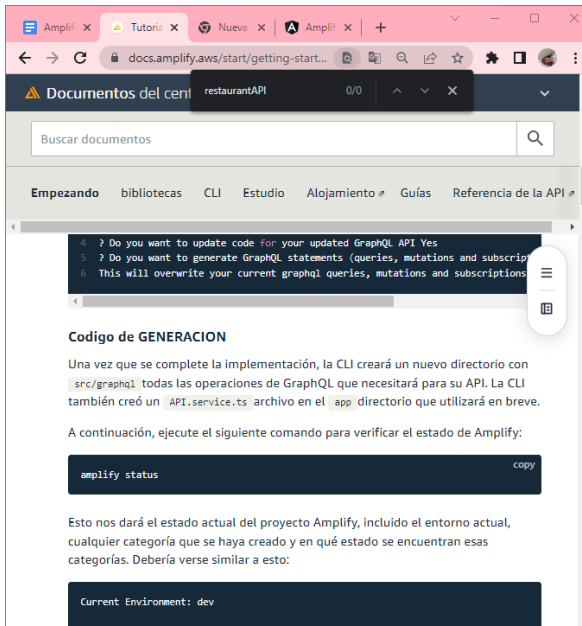 Amplif
Tutoria
Nueva
Amplif
docs.amplify.aws/start/getting-start...
Documentos del cent
restaurantAPI
0/0
Buscar documentos
Empezando bibliotecas CLI Estudio Alojamiento Guías Referencia de la API
4 ? Do you want to update code for your updated GraphQL API Yes
5 ? Do you want to generate GraphQL statements (queries, mutations and subscript
6 This will overwrite your current graphql queries, mutations and subscriptions
Codigo de GENERACION
Una vez que se complete la implementación, la CLI creará un nuevo directorio con
src/graphql todas las operaciones de GraphQL que necesitará para su API. La CLI
también creó un API.service.ts archivo en el app directorio que utilizará en breve.
A continuación, ejecute el siguiente comando para verificar el estado de Amplify:
copy
amplify status
Esto nos dará el estado actual del proyecto Amplify, incluido el entorno actual,
cualquier categoría que se haya creado y en qué estado se encuentran esas
categorías. Debería verse similar a esto:
Current Environment: dev